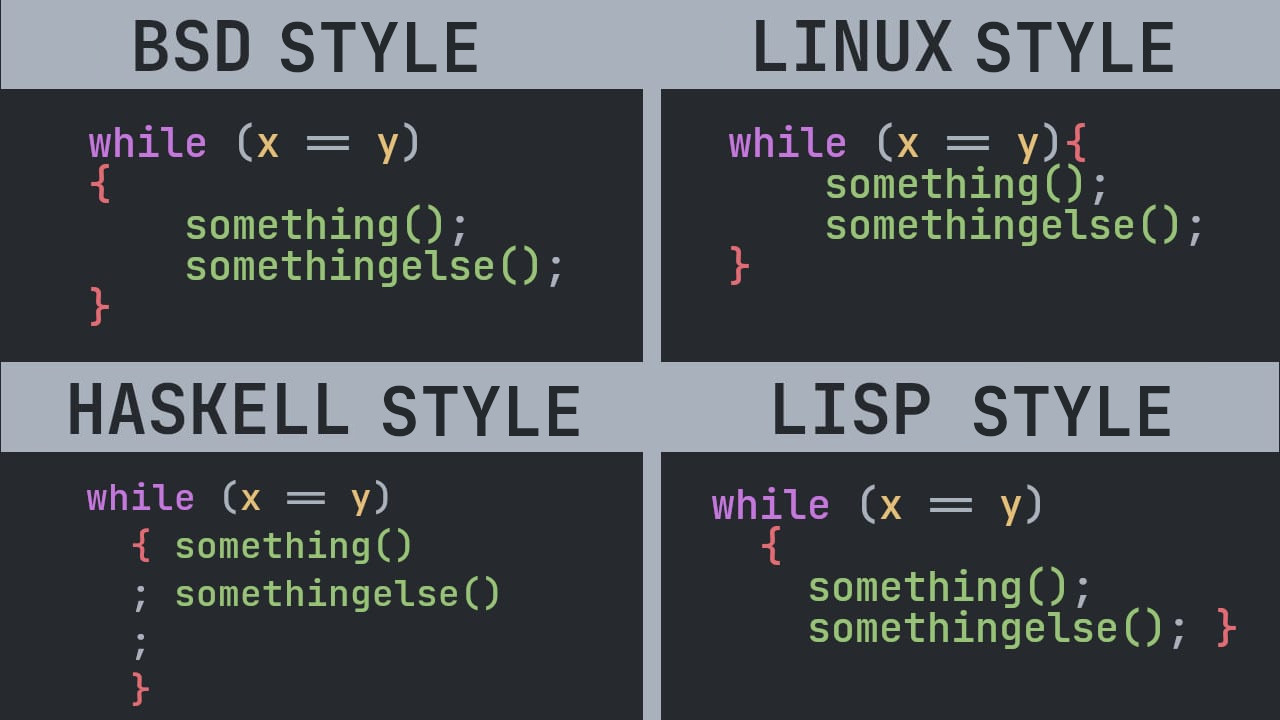 BSD STYLE
while (x == y)
{
    something();
    somethingelse();
}
LINUX STYLE
while (x == y){
    something();
    somethingelse();
}
HASKELL STYLE
while (x == y)
  { something()
  ; somethingelse()
  ;
  }
LISP STYLE
while (x == y)
  {
    something();
    somethingelse(); }